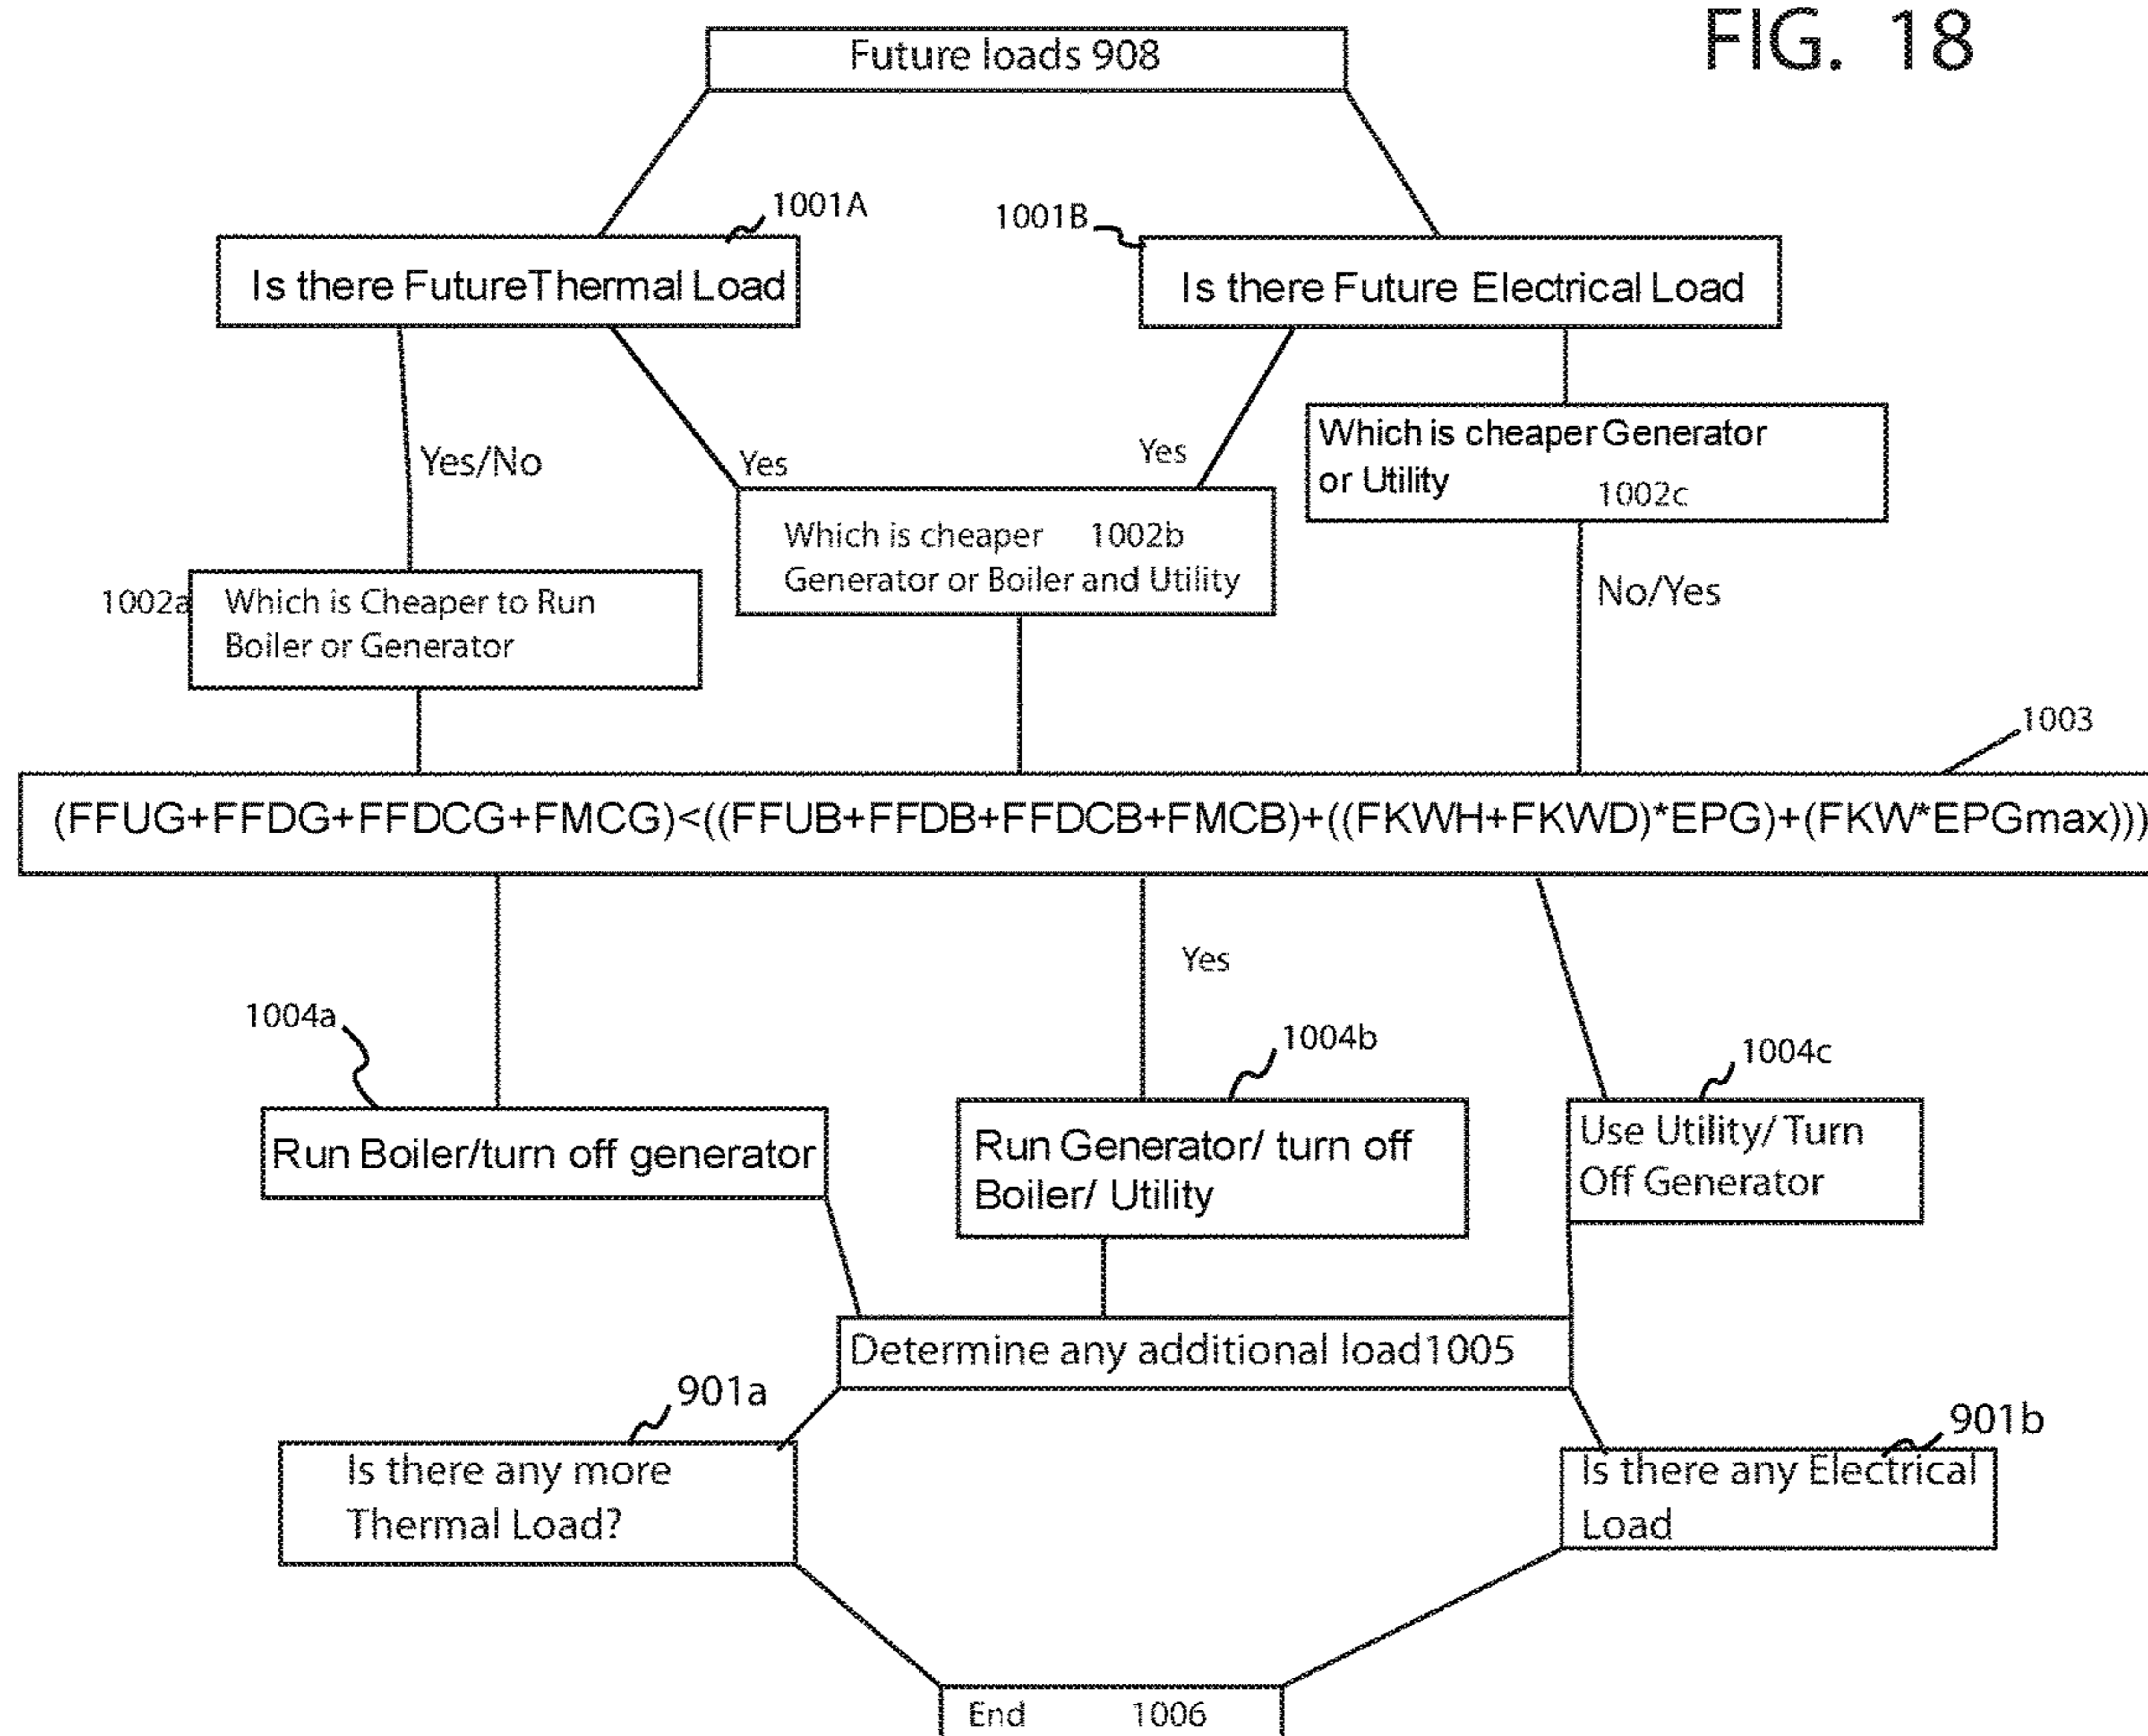 FIG. 18
Future loads 908
1001A
1001B
Is there FutureThermal Load
Is there Future Electrical Load
Yes/No
Yes
Yes
Which is cheaper Generator
or Utility
1002c
Which is cheaper 1002b
Generator or Boiler and Utility
1002a
Which is Cheaper to Run
Boiler or Generator
No/Yes
1003
(FFUG+FFDG+FFDCG+FMCG)<((FFUB+FFDB+FFDCB+FMCB)+((FKWH+FKWD)*EPG)+(FKW*EPGmax)))
Yes
1004a
1004b
1004c
Run Boiler/turn off generator
Run Generator/ turn off
Boiler/ Utility
Use Utility/ Turn
Off Generator
Determine any additional load1005
901a
901b
Is there any more
Thermal Load?
Is there any Electrical
Load
End 1006